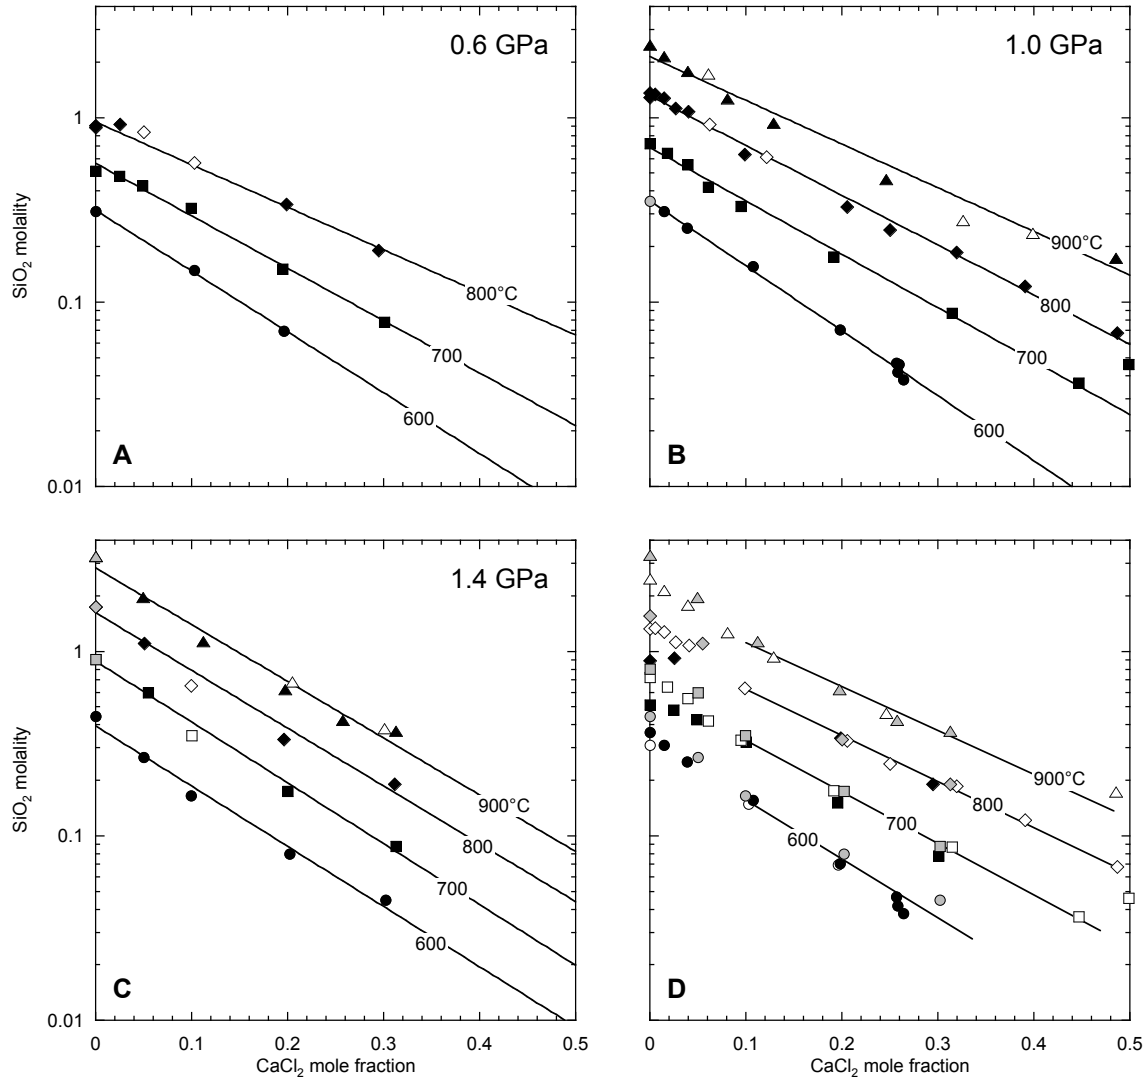 0.6 GPa
1
0.1
0.01
SiO2 molality
800°C
700
600
A
1.0 GPa
900°C
800
700
600
B
1.4 GPa
1
0.1
0.01
SiO2 molality
900°C
800
700
600
C
0 0.1 0.2 0.3 0.4 0.5
CaCl2 mole fraction
900°C
800
700
600
D
0 0.1 0.2 0.3 0.4 0.5
CaCl2 mole fraction